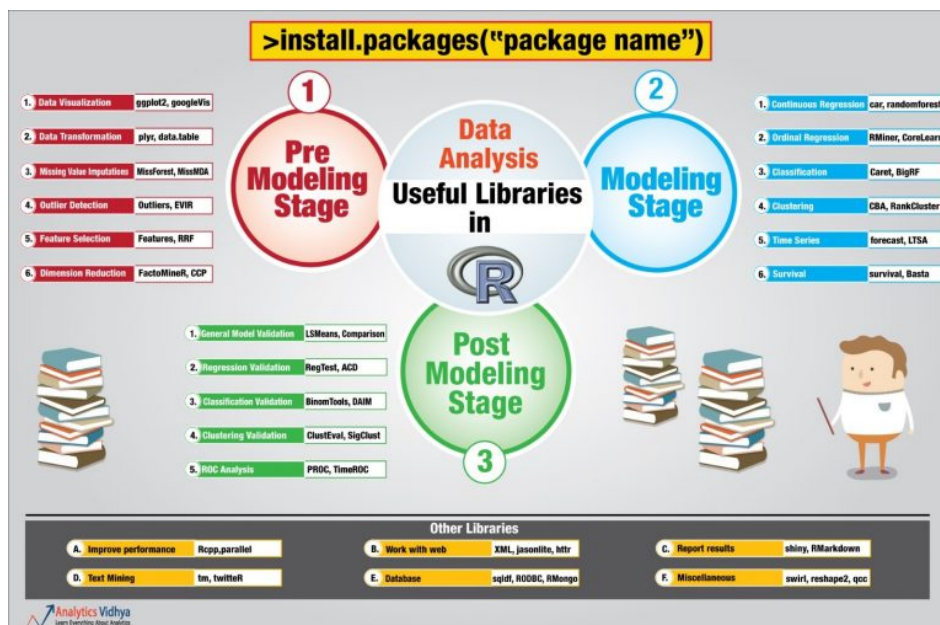 >install.packages("package name")
1
Pre
Modeling
Stage
1. Data Visualization ggplot2, googleVis
2. Data Transformation plyr, data.table
3. Missing Value Imputations MissForest, MissMDA
4. Outlier Detection Outliers, EVIR
5. Feature Selection Features, RRF
6. Dimension Reduction FactoMineR, CCP
Data
Analysis
Useful Libraries
in
R
2
Modeling
Stage
1. Continuous Regression car, randomforest
2. Ordinal Regression RMiner, CoreLearn
3. Classification Caret, BigRF
4. Clustering CBA, RankCluster
5. Time Series forecast, LTSA
6. Survival survival, Basta
Post
Modeling
Stage
3
1. General Model Validation LSMeans, Comparison
2. Regression Validation RegTest, ACD
3. Classification Validation BinomTools, DAIM
4. Clustering Validation ClustEval, SigClust
5. ROC Analysis PROC, TimeROC
Other Libraries
A. Improve performance Rcpp,parallel
B. Work with web XML, jasonlite, httr
C. Report results shiny, RMarkdown
D. Text Mining tm, twitteR
E. Database sqldf, RODBC, RMongo
F. Miscellaneous swirl, reshape2, qcc
Analytics Vidhya
Learn Everything About Analytics